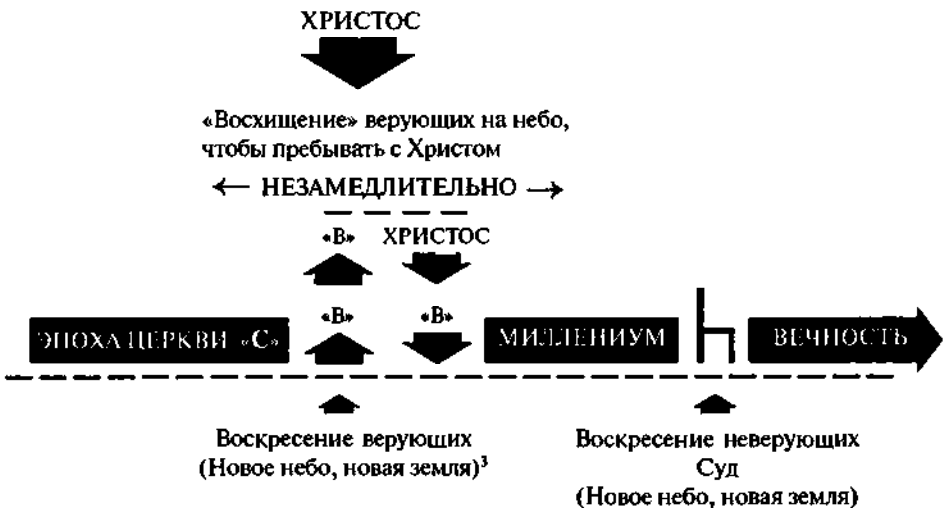 ХРИСТОС
«Восхищение» верующих на небо,
чтобы пребывать с Христом
← НЕЗАМЕДЛИТЕЛЬНО →
«В» ХРИСТОС
«В» «В»
ЭПОХА ЦЕРКВИ «С» МИЛЛЕНИУМ ВЕЧНОСТЬ
Воскресение верующих
(Новое небо, новая земля)³
Воскресение неверующих
Суд
(Новое небо, новая земля)